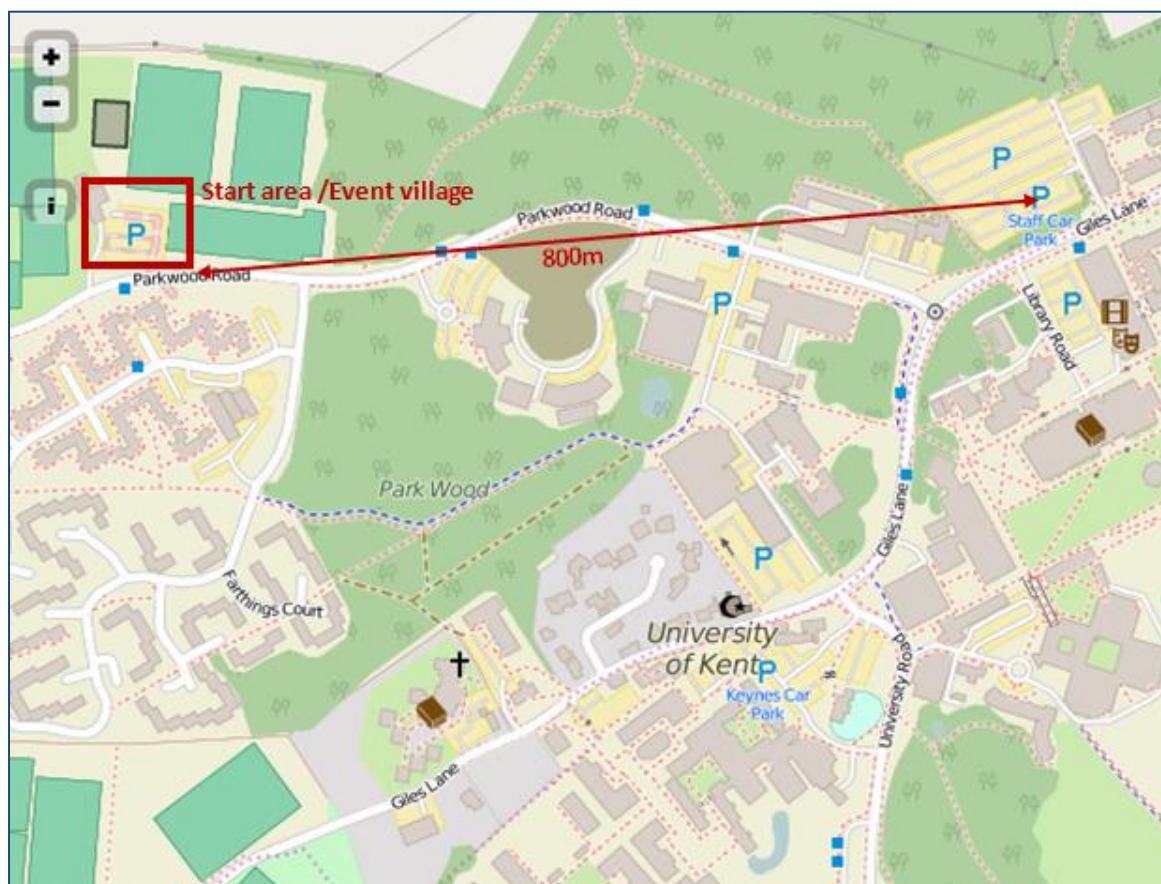 +
−
i
Start area /Event village
P
Parkwood Road
800m
Parkwood Road
P
P
Staff Car
Park
Giles Lane
P
P
Library Road
Park Wood
Giles Lane
P
Farthings Court
University
of Kent
P
Keynes Car
Park
University Road
Giles Lane